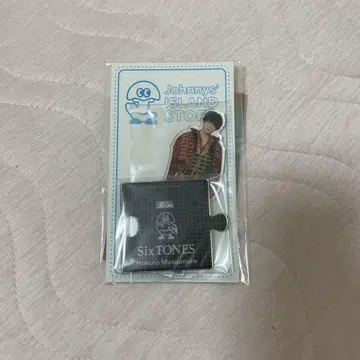 Johnnys'
ISLAND
STORE
SixTONES
Hokuto Matsumura